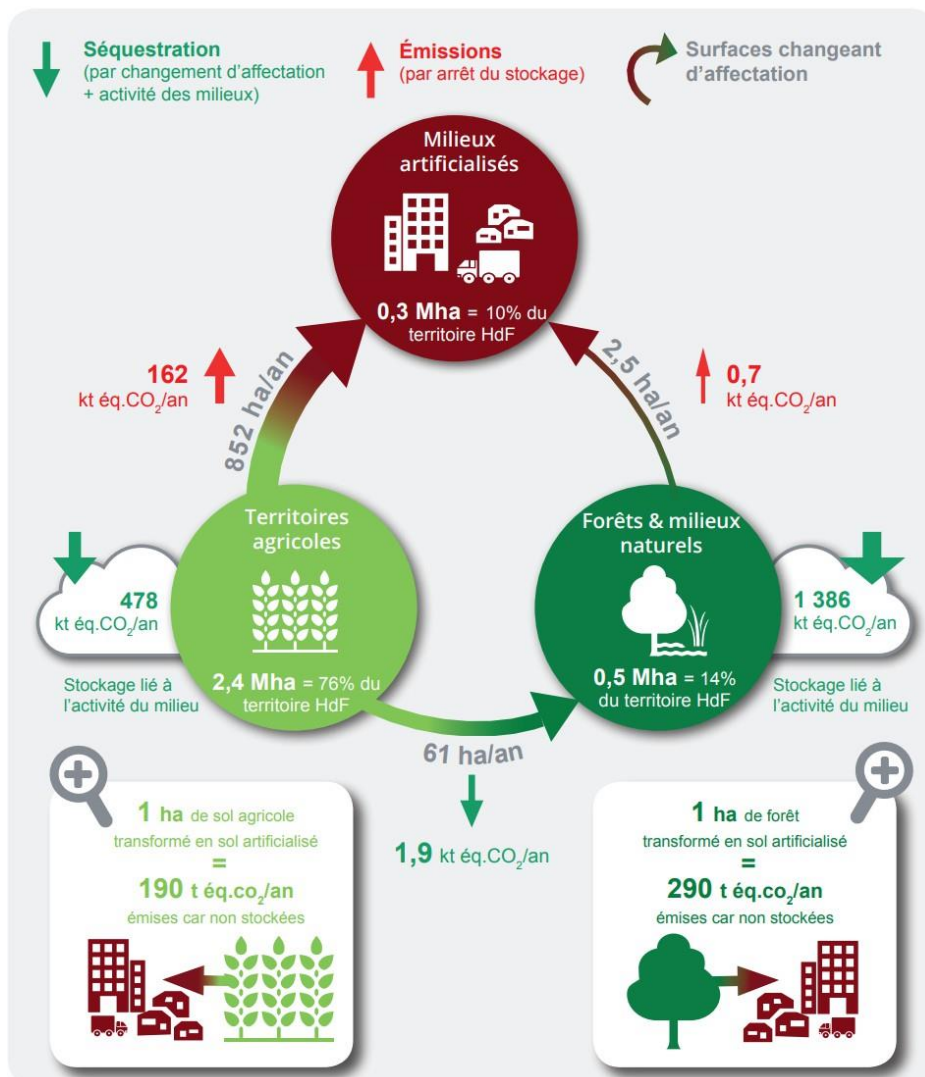 Séquestration
(par changement d'affectation
+ activité des milieux)
Émissions
(par arrêt du stockage)
Surfaces changeant
d'affectation
Milieux
artificialisés
0,3 Mha = 10% du
territoire HdF
162
kt éq.CO₂/an
852 ha/an
2,5 ha/an
0,7
kt éq.CO₂/an
Territoires
agricoles
2,4 Mha = 76% du
territoire HdF
Forêts & milieux
naturels
0,5 Mha = 14%
du territoire HdF
478
kt éq.CO₂/an
Stockage lié à
l'activité du milieu
1 386
kt éq.CO₂/an
Stockage lié à
l'activité du milieu
61 ha/an
1,9 kt éq.CO₂/an
1 ha de sol agricole
transformé en sol artificialisé
=
190 t éq.co₂/an
émises car non stockées
1 ha de forêt
transformé en sol artificialisé
=
290 t éq.co₂/an
émises car non stockées